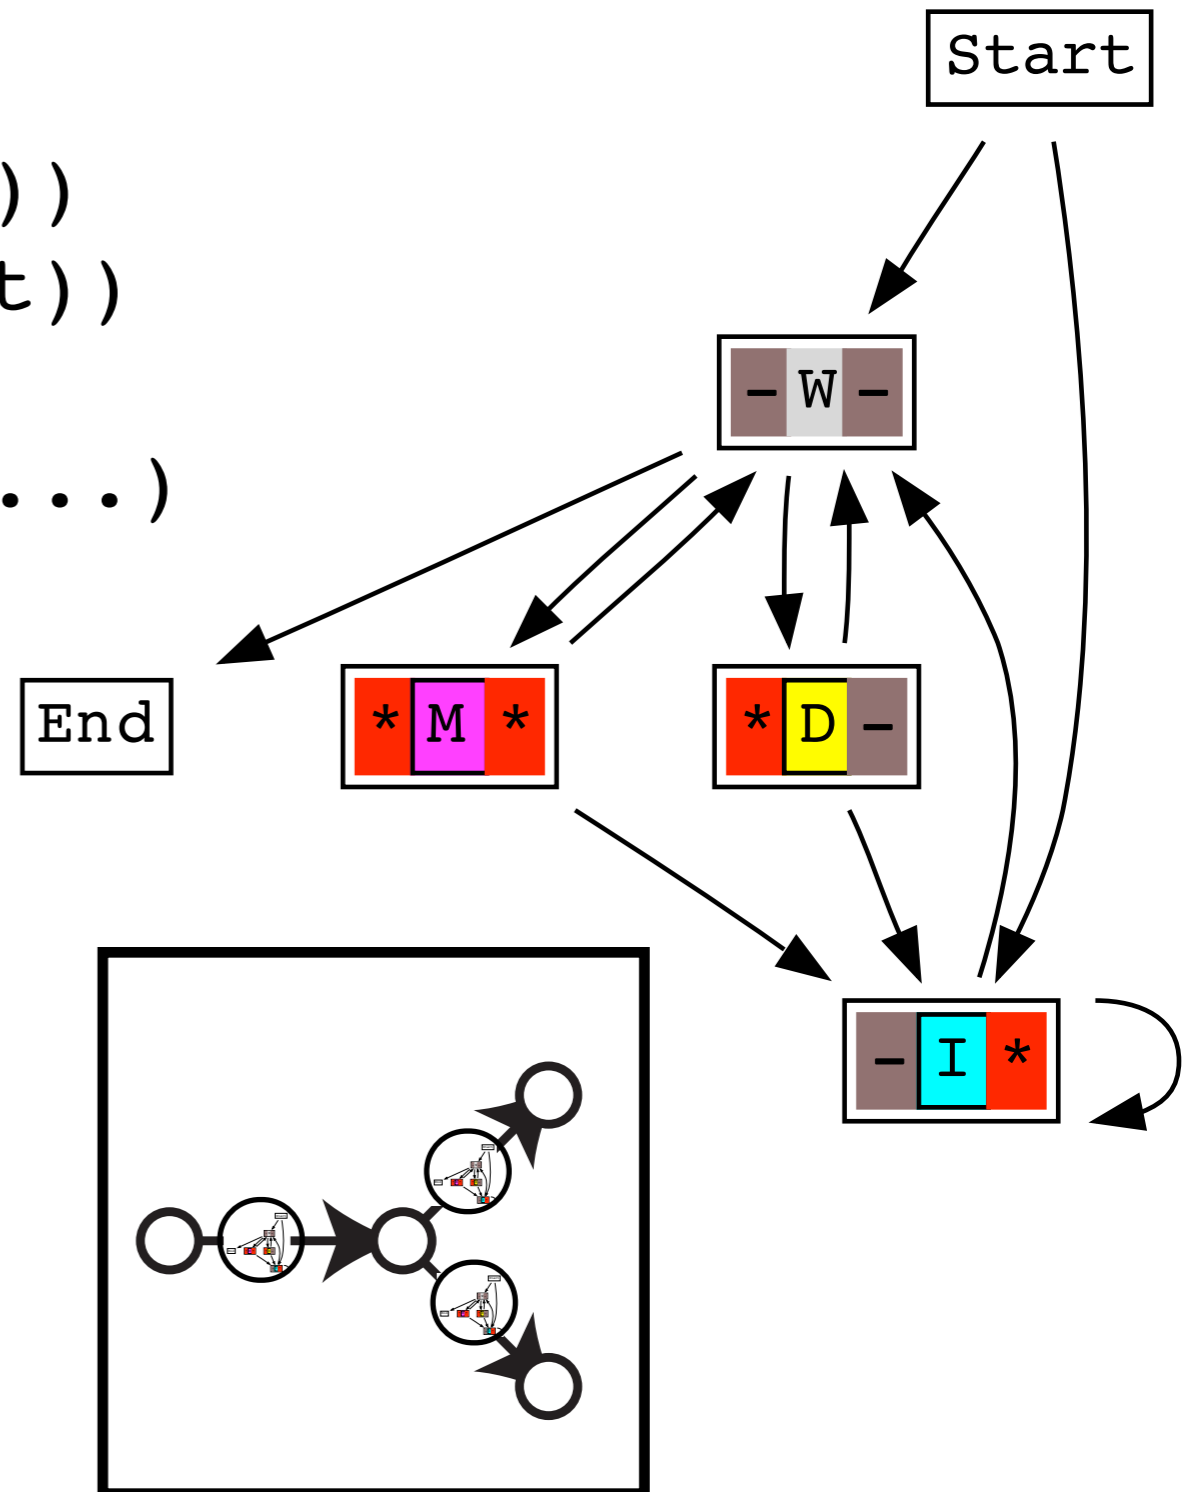 Start
))
t))
-W-
...)
End
*M*
*D-
-I*